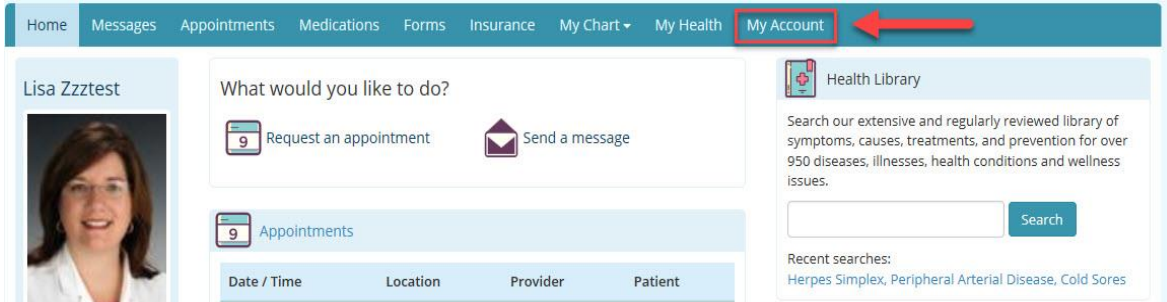 Home Messages Appointments Medications Forms Insurance My Chart My Health My Account
Lisa Zzztest
What would you like to do?
9 Request an appointment
Send a message
9 Appointments
Date / Time Location Provider Patient
Health Library
Search our extensive and regularly reviewed library of
symptoms, causes, treatments, and prevention for over
950 diseases, illnesses, health conditions and wellness
issues.
Search
Recent searches:
Herpes Simplex, Peripheral Arterial Disease, Cold Sores